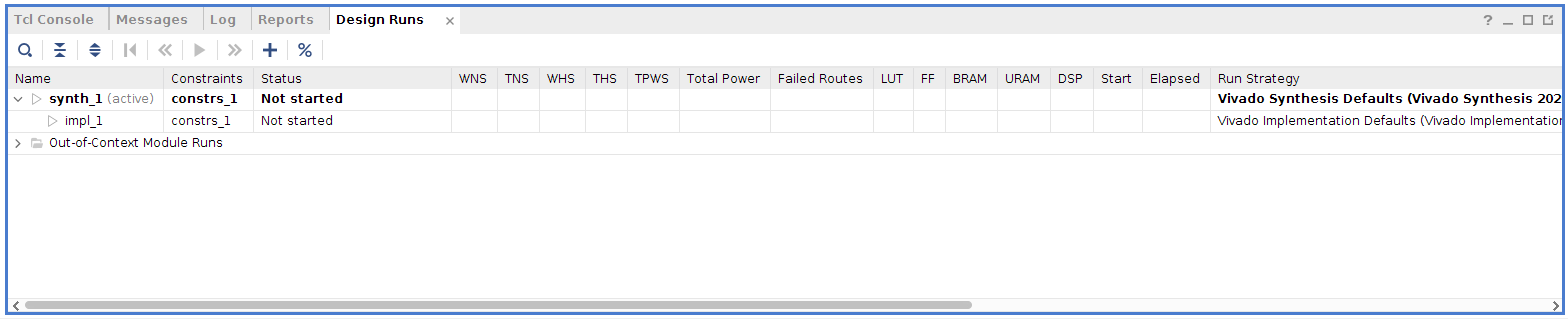 Tcl Console Messages Log Reports Design Runs × ?
%
Name Constraints Status WNS TNS WHS THS TPWS Total Power Failed Routes LUT FF BRAM URAM DSP Start Elapsed Run Strategy
synth_1 (active) constrs_1 Not started Vivado Synthesis Defaults (Vivado Synthesis 202
impl_1 constrs_1 Not started Vivado Implementation Defaults (Vivado Implementation
Out-of-Context Module Runs